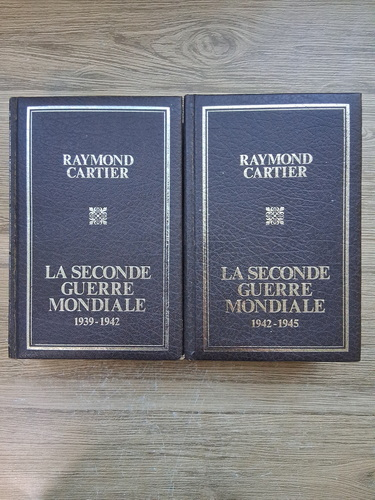 RAYMOND
CARTIER
LA SECONDE
GUERRE
MONDIALE
1939-1942
RAYMOND
CARTIER
LA SECONDE
GUERRE
MONDIALE
1942-1945